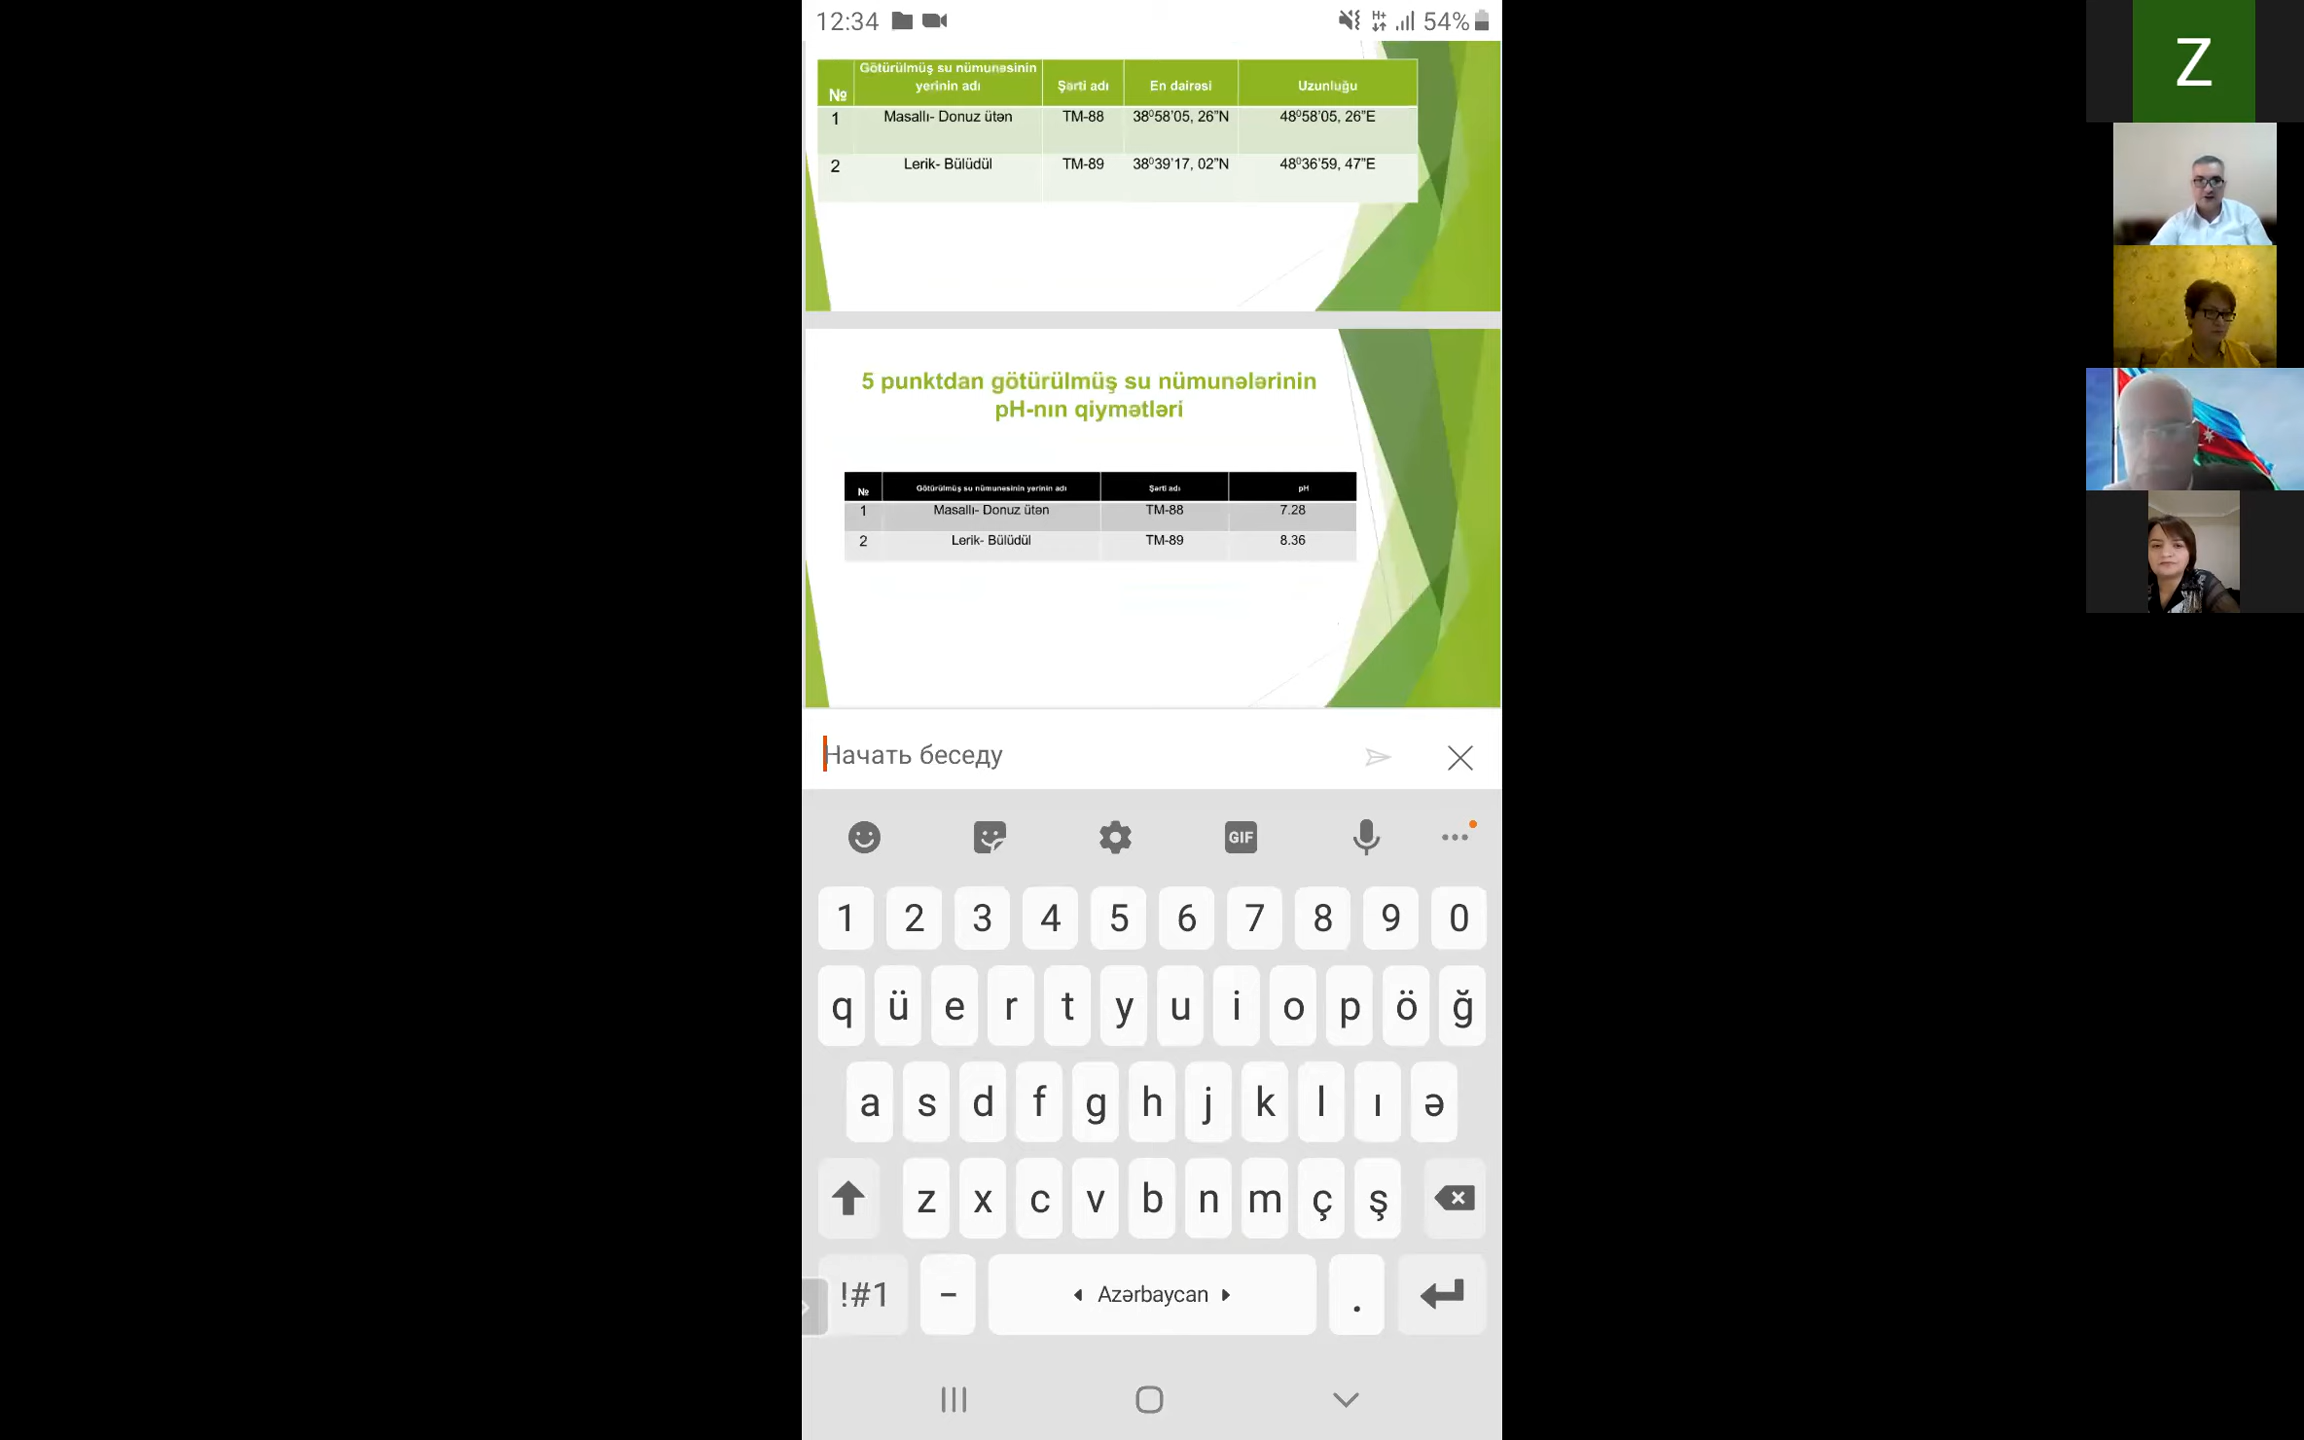 12:34 54%
№ Götürülmüş su nümunəsinin yerinin adı Şərti adı En dairəsi Uzunluğu
1 Masallı- Donuz ütən TM-88 38⁰58’05, 26”N 48⁰58’05, 26”E
2 Lerik- Bülüdül TM-89 38⁰39’17, 02”N 48⁰36’59, 47”E
5 punktdan götürülmüş su nümunələrinin
pH-nın qiymətləri
№ Götürülmüş su nümunəsinin yerinin adı Şərti adı pH
1 Masallı- Donuz ütən TM-88 7.28
2 Lerik- Bülüdül TM-89 8.36
Начать беседу
GIF
1 2 3 4 5 6 7 8 9 0
q ü e r t y u i o p ö ğ
a s d f g h j k l ı ə
z x c v b n m ç ş
!#1 - Azərbaycan .
Z